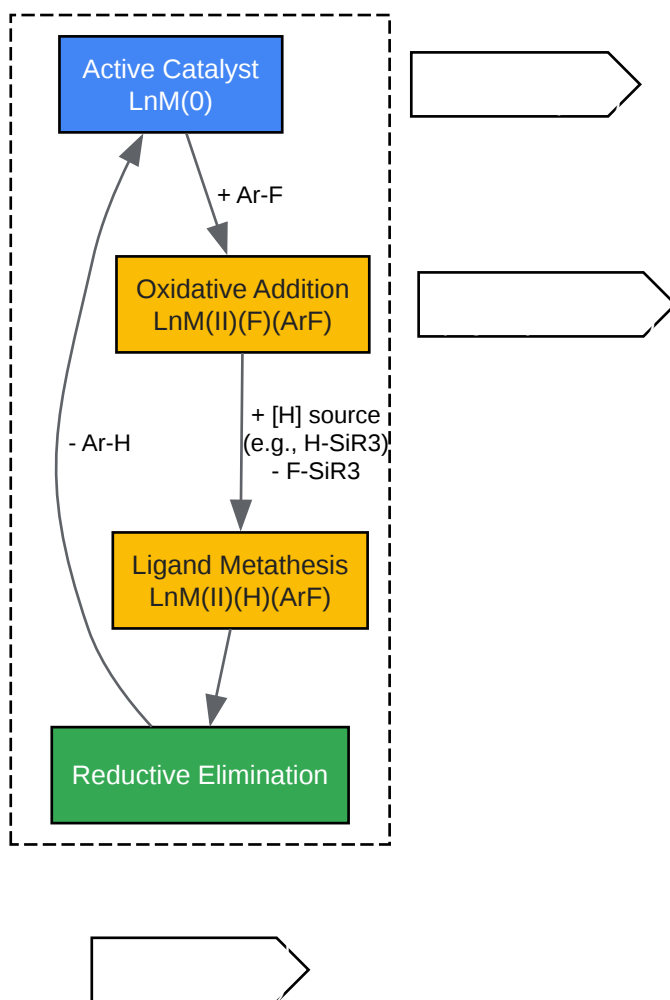 Active Catalyst
LnM(0)
+ Ar-F
Oxidative Addition
LnM(II)(F)(ArF)
+ [H] source
(e.g., H-SiR3)
- F-SiR3
- Ar-H
Ligand Metathesis
LnM(II)(H)(ArF)
Reductive Elimination